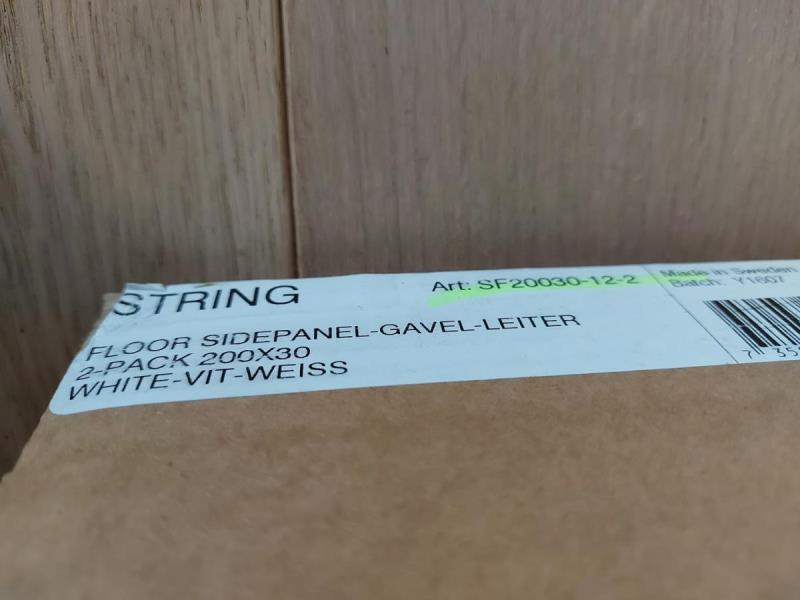 STRING
Art: SF20030-12-2
Made in Sweden
Batch: Y1607
FLOOR SIDEPANEL-GAVEL-LEITER
2-PACK 200X30
WHITE-VIT-WEISS